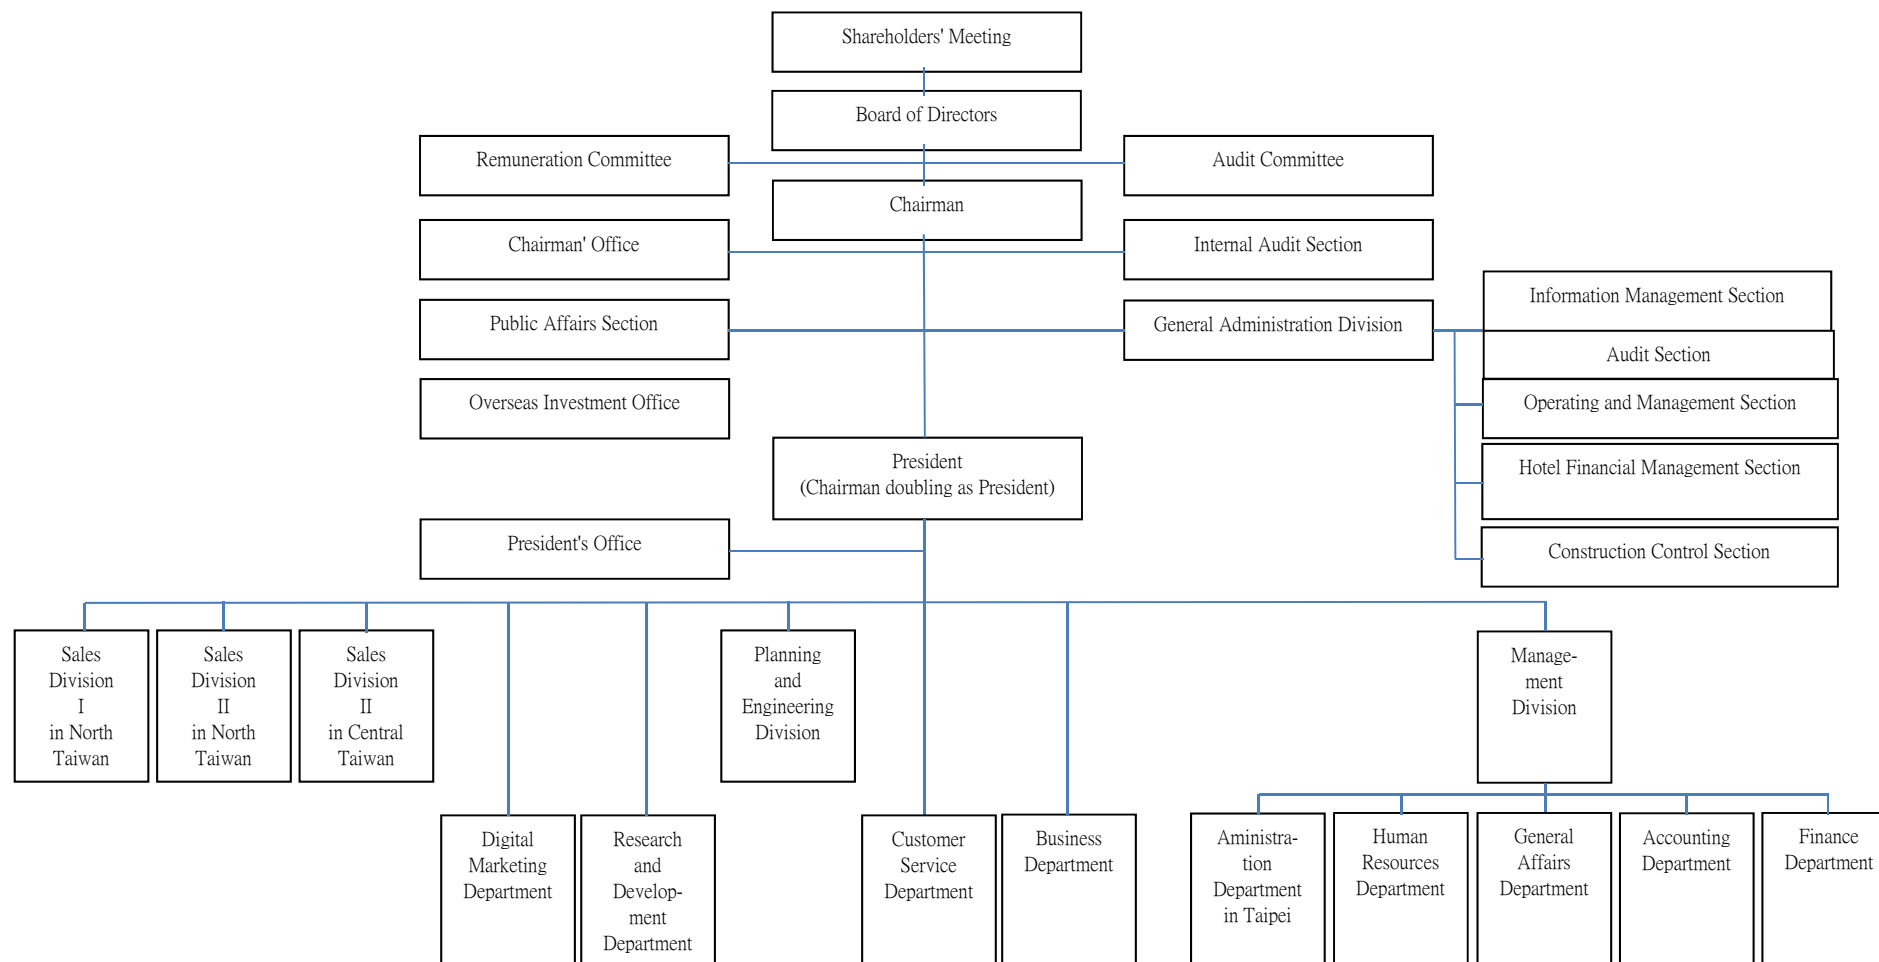 Shareholders' Meeting
Board of Directors
Remuneration Committee
Audit Committee
Chairman
Chairman' Office
Internal Audit Section
Information Management Section
Public Affairs Section
General Administration Division
Audit Section
Overseas Investment Office
Operating and Management Section
President
(Chairman doubling as President)
Hotel Financial Management Section
President's Office
Construction Control Section
Sales
Division
I
in North
Taiwan
Sales
Division
II
in North
Taiwan
Sales
Division
II
in Central
Taiwan
Planning
and
Engineering
Division
Manage-
ment
Division
Digital
Marketing
Department
Research
and
Develop-
ment
Department
Customer
Service
Department
Business
Department
Aministra-
tion
Department
in Taipei
Human
Resources
Department
General
Affairs
Department
Accounting
Department
Finance
Department